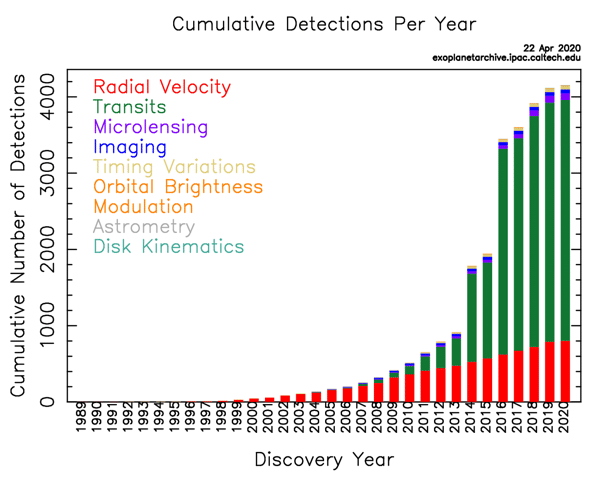 Cumulative Detections Per Year
22 Apr 2020
exoplanetarchive.ipac.caltech.edu
Cumulative Number of Detections
4000
3000
2000
1000
0
Radial Velocity
Transits
Microlensing
Imaging
Timing Variations
Orbital Brightness
Modulation
Astrometry
Disk Kinematics
1989 1990 1991 1992 1993 1994 1995 1996 1997 1998 1999 2000 2001 2002 2003 2004 2005 2006 2007 2008 2009 2010 2011 2012 2013 2014 2015 2016 2017 2018 2019 2020
Discovery Year